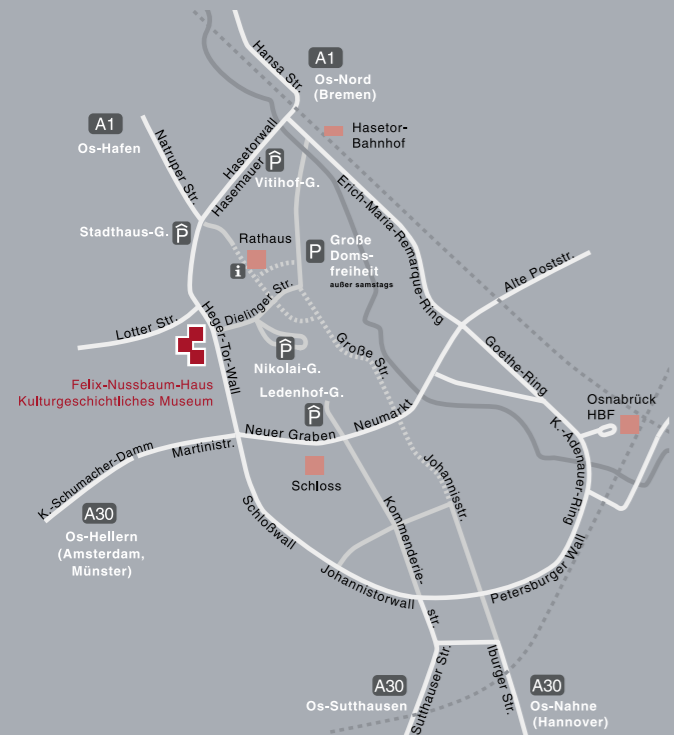 Hansa Str.
A1
Os-Nord
(Bremen)
A1
Os-Hafen
Natruper Str.
Hasetorwall
Hasemauer
Hasetor-
Bahnhof
P
Vitihof-G.
Erich-Maria-Remarque-Ring
Stadthaus-G.
P
Rathaus
i
P
Große
Doms-
freiheit
außer samstags
Alte Poststr.
Lotter Str.
Heger-Tor-Wall
Dielinger Str.
Große Str.
Goethe-Ring
P
Nikolai-G.
Felix-Nussbaum-Haus
Kulturgeschichtliches Museum
Ledenhof-G.
P
Osnabrück
HBF
K.-Adenauer-Ring
K.-Schumacher-Damm
Martinistr.
Neuer Graben
Neumarkt
Schloss
Johannisstr.
A30
Os-Hellern
(Amsterdam,
Münster)
Schloßwall
Kommenderie-
str.
Johannistorwall
Petersburger Wall
A30
Os-Sutthausen
Sutthauser Str.
Iburger Str.
A30
Os-Nahne
(Hannover)